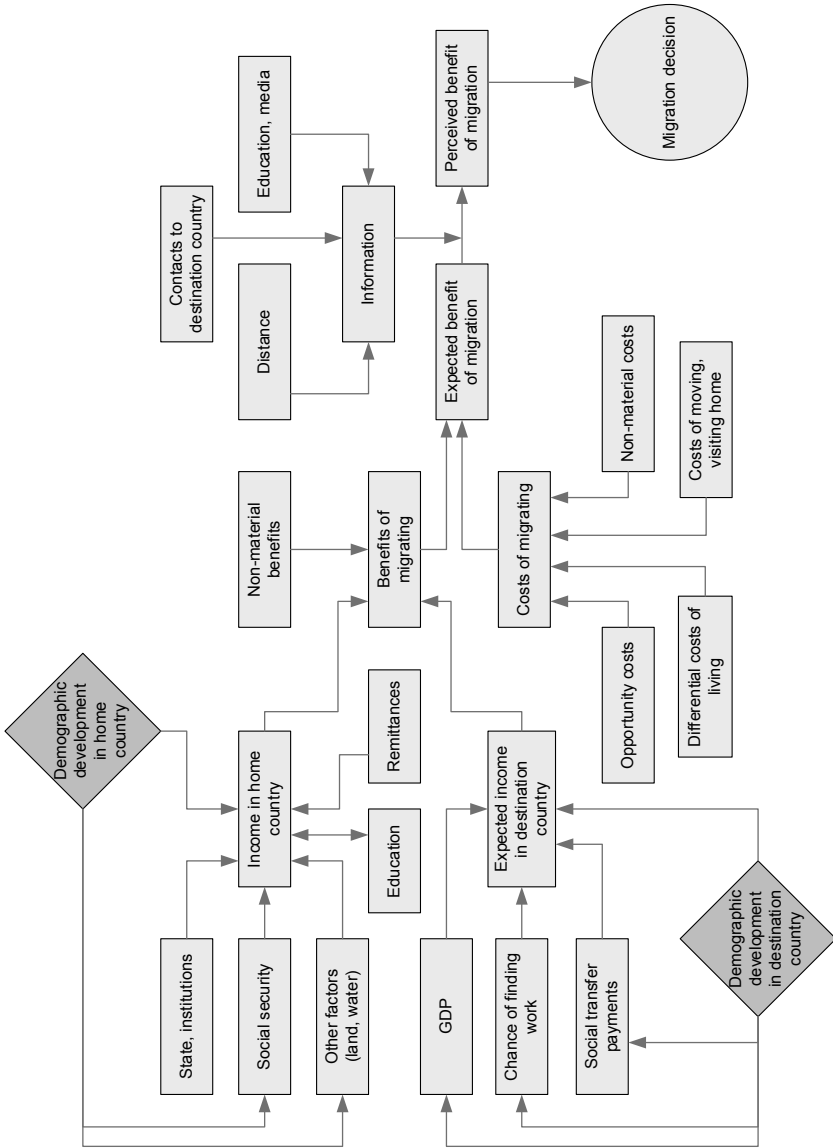 Demographic
development
in home
country
State, institutions
Social security
Other factors
(land, water)
Income in home
country
Education
Remittances
Non-material
benefits
Benefits of
migrating
GDP
Chance of finding
work
Social transfer
payments
Expected income
in destination
country
Demographic
development
in destination
country
Opportunity costs
Differential costs of
living
Costs of moving,
visiting home
Non-material costs
Costs of migrating
Distance
Contacts to
destination country
Education, media
Information
Expected benefit
of migration
Perceived benefit
of migration
Migration decision